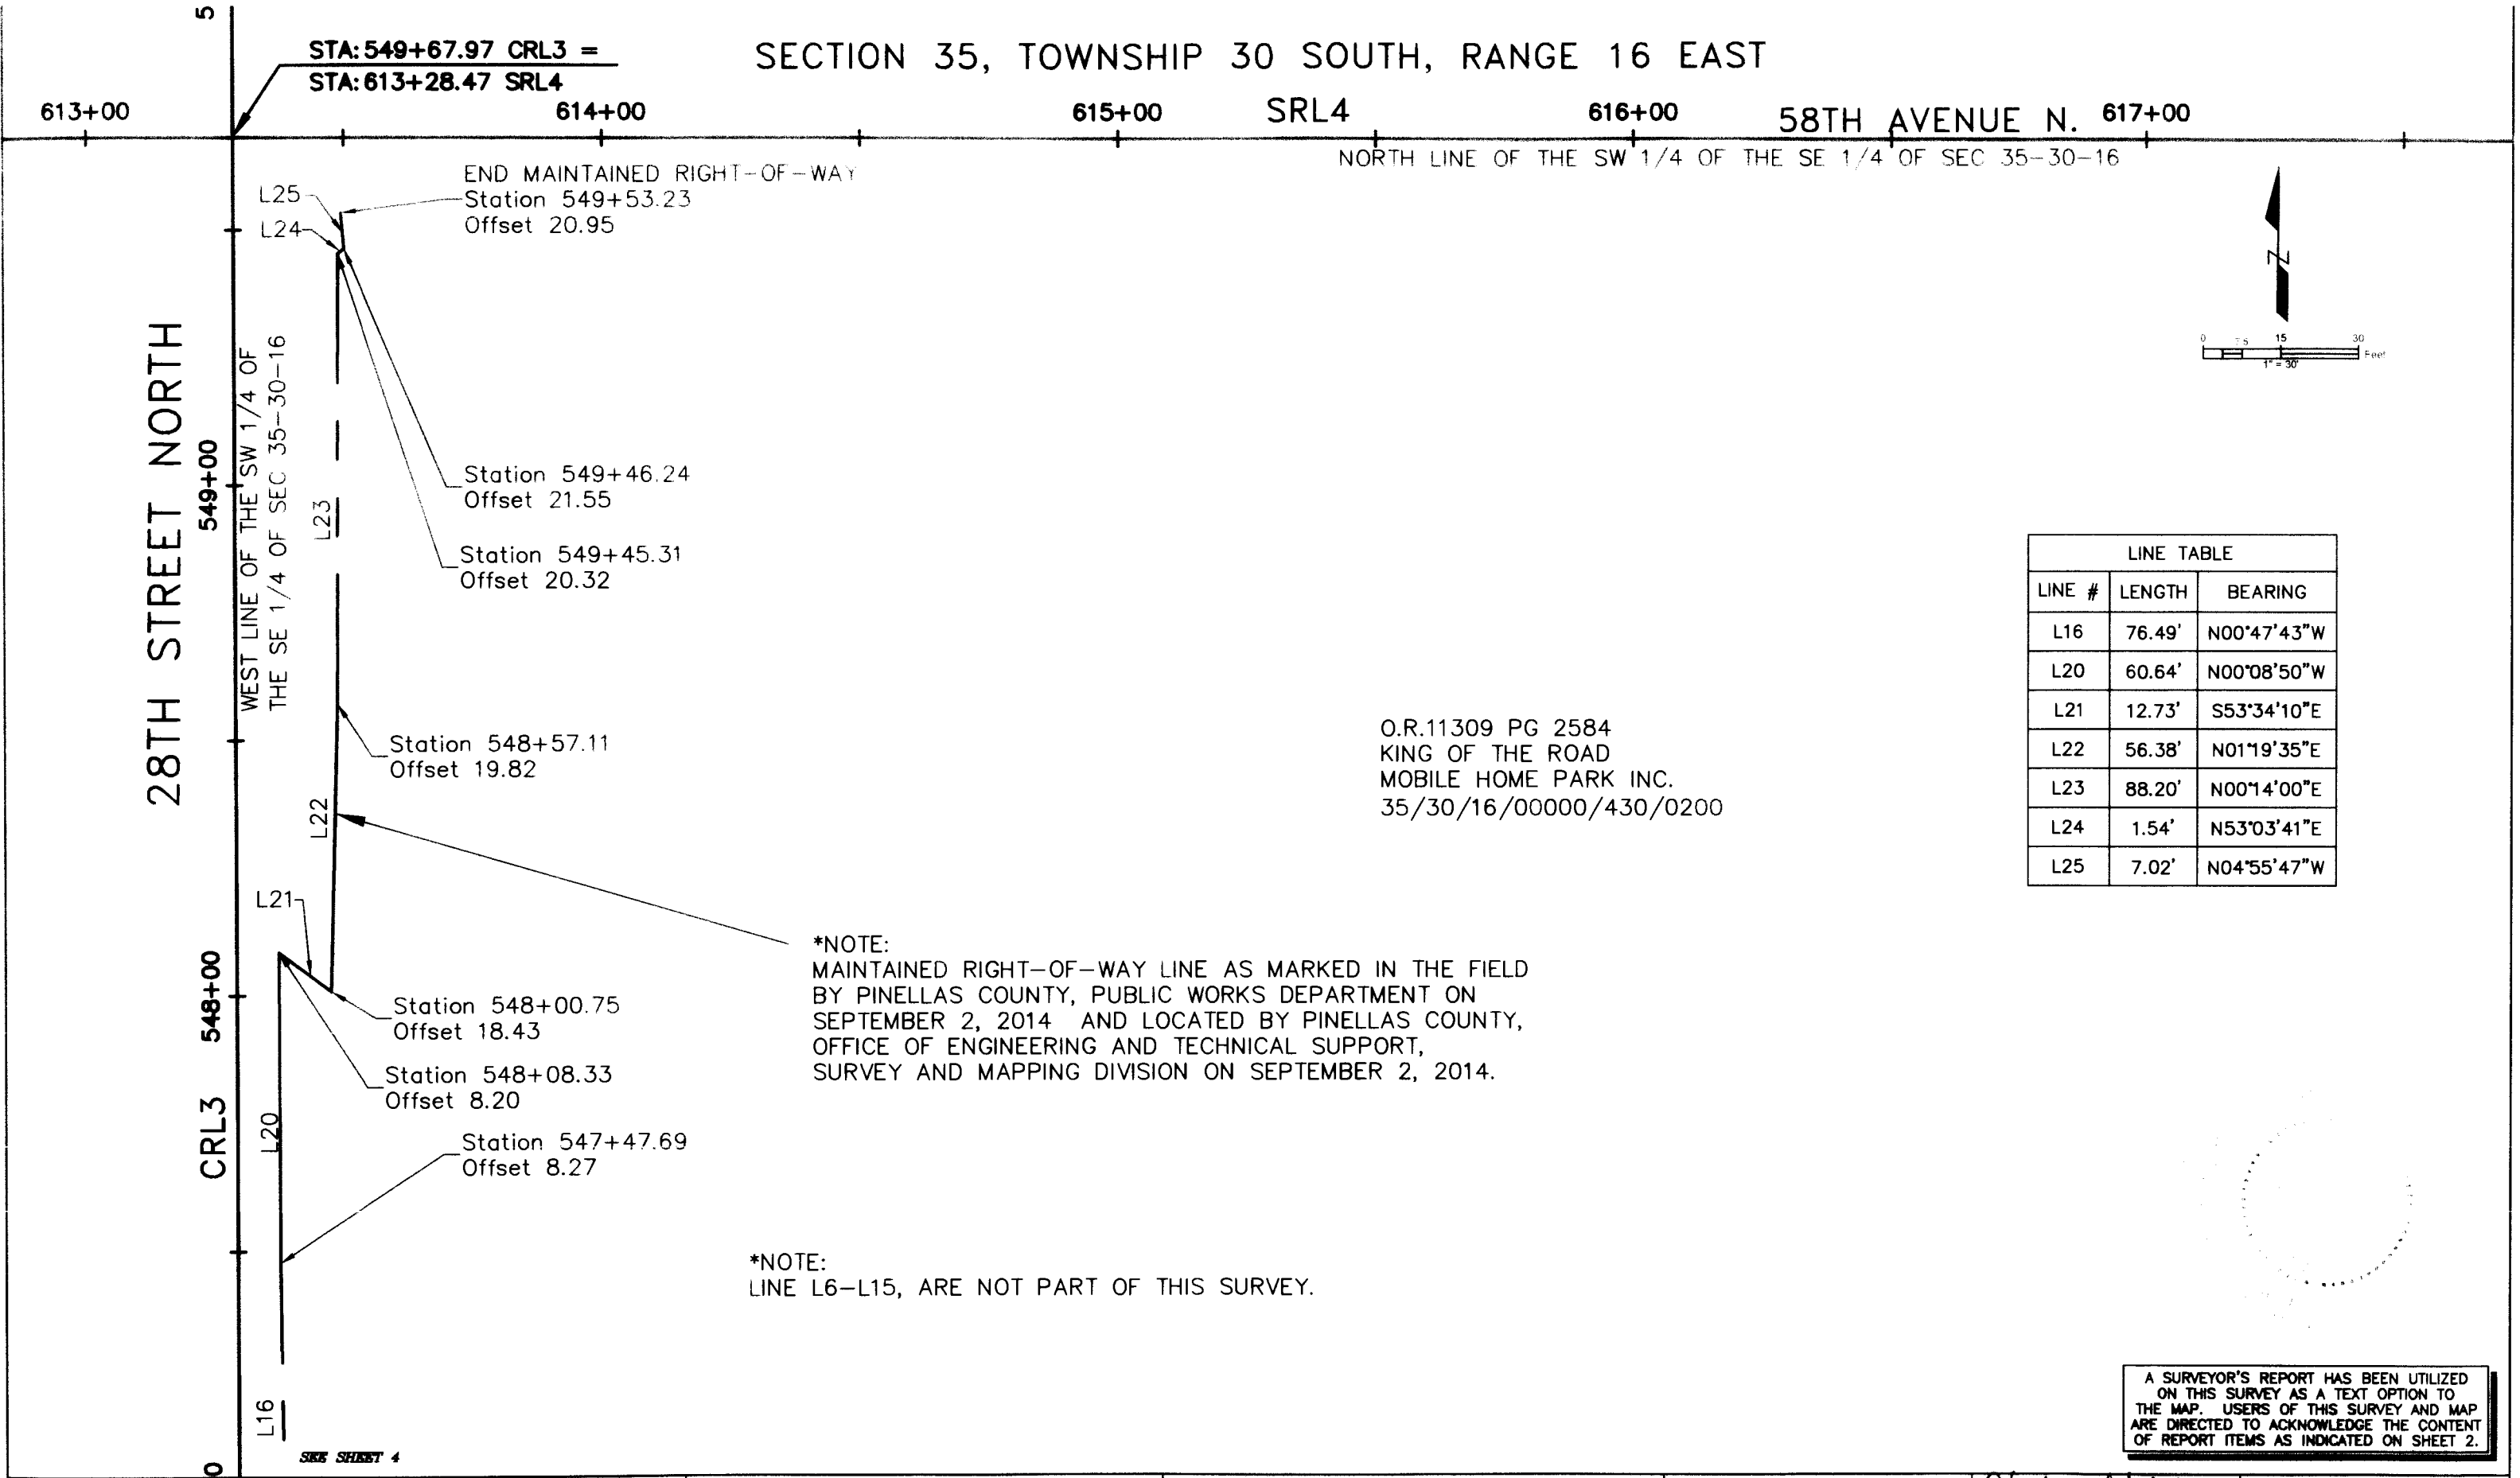 5
STA: 549+67.97 CRL3 =
STA: 613+28.47 SRL4
SECTION 35, TOWNSHIP 30 SOUTH, RANGE 16 EAST
613+00
614+00
615+00
SRL4
616+00
58TH AVENUE N.
617+00
NORTH LINE OF THE SW 1/4 OF THE SE 1/4 OF SEC 35-30-16
END MAINTAINED RIGHT-OF-WAY
Station 549+53.23
Offset 20.95
L25
L24
N
0 7.5 15 30
Feet
1" = 30'
28TH STREET NORTH
549+00
WEST LINE OF THE SW 1/4 OF
THE SE 1/4 OF SEC 35-30-16
L23
Station 549+46.24
Offset 21.55
Station 549+45.31
Offset 20.32
LINE TABLE
LINE # LENGTH BEARING
L16 76.49' N00°47'43"W
L20 60.64' N00°08'50"W
L21 12.73' S53°34'10"E
L22 56.38' N01°19'35"E
L23 88.20' N00°14'00"E
L24 1.54' N53°03'41"E
L25 7.02' N04°55'47"W
Station 548+57.11
Offset 19.82
O.R.11309 PG 2584
KING OF THE ROAD
MOBILE HOME PARK INC.
35/30/16/00000/430/0200
L22
L21
*NOTE:
MAINTAINED RIGHT-OF-WAY LINE AS MARKED IN THE FIELD
BY PINELLAS COUNTY, PUBLIC WORKS DEPARTMENT ON
SEPTEMBER 2, 2014 AND LOCATED BY PINELLAS COUNTY,
OFFICE OF ENGINEERING AND TECHNICAL SUPPORT,
SURVEY AND MAPPING DIVISION ON SEPTEMBER 2, 2014.
548+00
Station 548+00.75
Offset 18.43
Station 548+08.33
Offset 8.20
CRL3
L20
Station 547+47.69
Offset 8.27
*NOTE:
LINE L6-L15, ARE NOT PART OF THIS SURVEY.
L16
SEE SHEET 4
0
A SURVEYOR'S REPORT HAS BEEN UTILIZED
ON THIS SURVEY AS A TEXT OPTION TO
THE MAP. USERS OF THIS SURVEY AND MAP
ARE DIRECTED TO ACKNOWLEDGE THE CONTENT
OF REPORT ITEMS AS INDICATED ON SHEET 2.